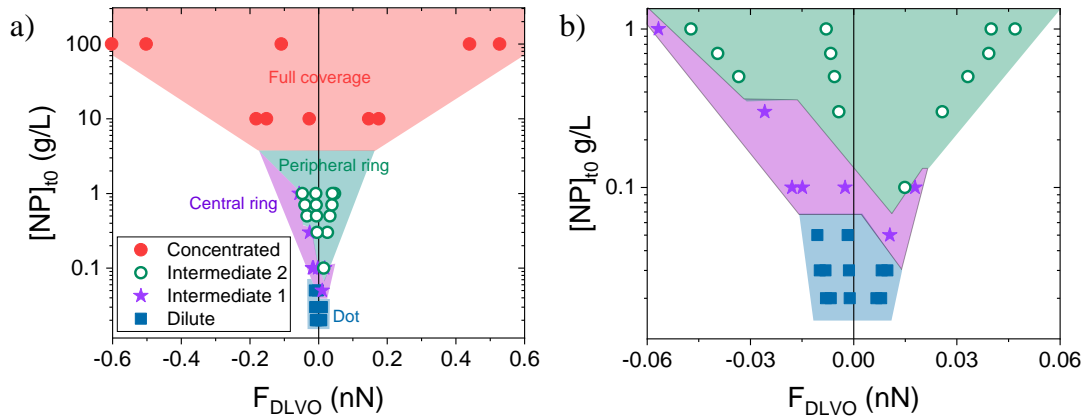 a)
[NP]t0 (g/L)
100
10
1
0.1
Full coverage
Peripheral ring
Central ring
Dot
Concentrated
Intermediate 2
Intermediate 1
Dilute
-0.6 -0.4 -0.2 0.0 0.2 0.4 0.6
FDLVO (nN)
b)
[NP]t0 g/L
1
0.1
-0.06 -0.03 0.00 0.03 0.06
FDLVO (nN)